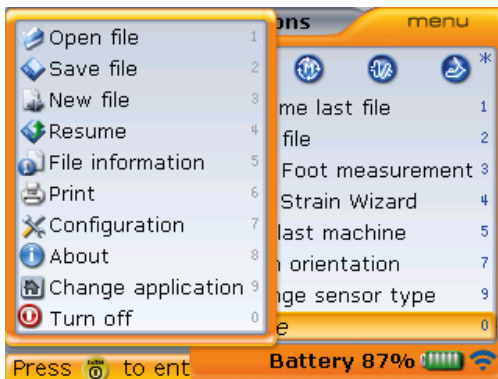 ons menu
Open file 1
Save file 2
New file 3
Resume 4
File information 5
Print 6
Configuration 7
About 8
Change application 9
Turn off 0
*
me last file 1
file 2
Foot measurement 3
Strain Wizard 4
last machine 5
orientation 7
nge sensor type 9
e 0
Press to ent
Battery 87%